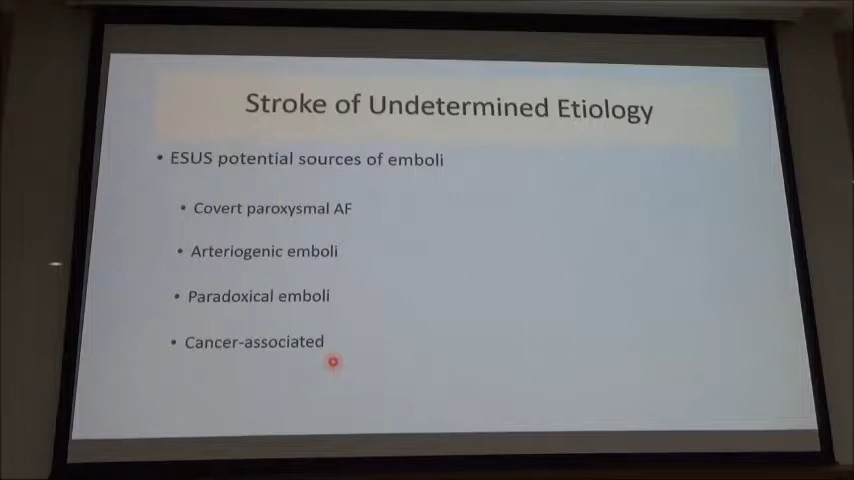 Stroke of Undetermined Etiology
• ESUS potential sources of emboli
• Covert paroxysmal AF
• Arteriogenic emboli
• Paradoxical emboli
• Cancer-associated